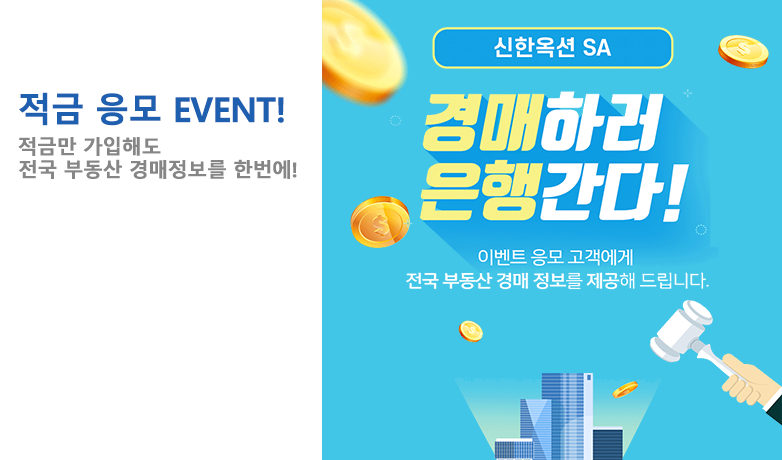 적금 응모 EVENT!
적금만 가입해도
전국 부동산 경매정보를 한번에!
신한옥션 SA
경매하러
은행간다!
이벤트 응모 고객에게
전국 부동산 경매 정보를 제공해 드립니다.